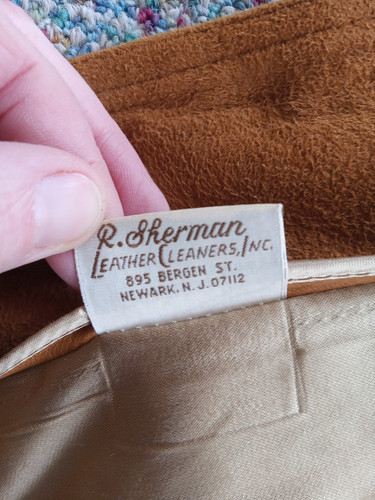 R. Sherman
Leather Cleaners, Inc.
895 BERGEN ST.
NEWARK, N.J. 07112